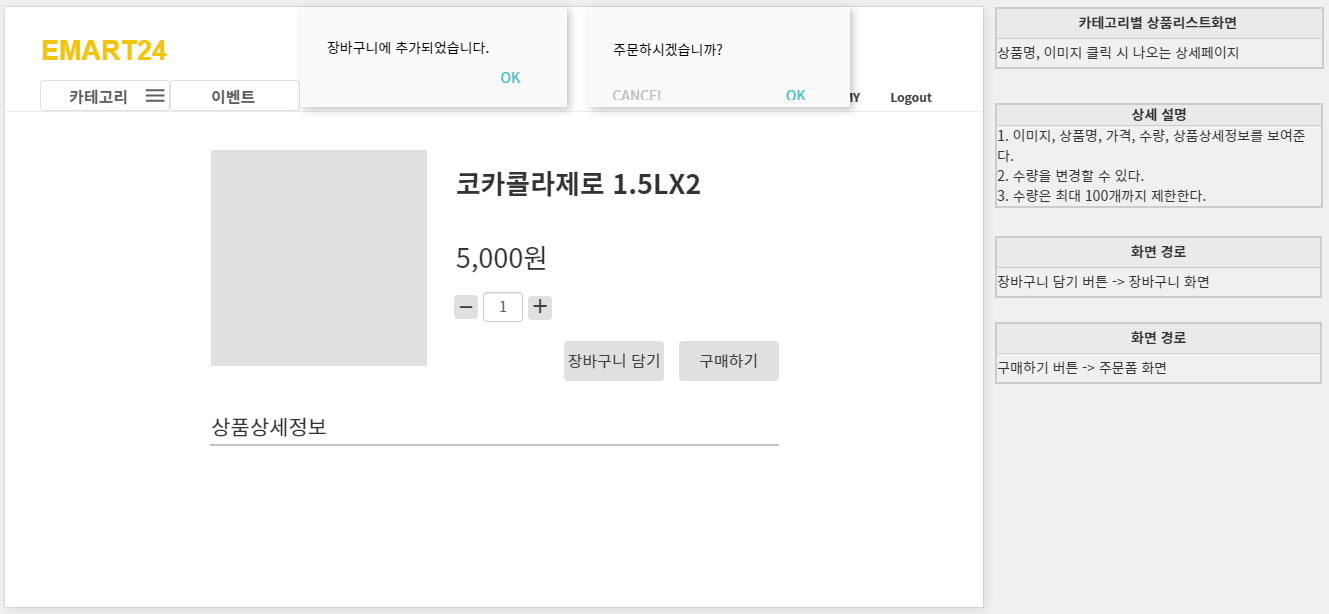 EMART24
장바구니에 추가되었습니다.
OK
주문하시겠습니까?
CANCEL
OK
카테고리
이벤트
MY
Logout
코카콜라제로 1.5LX2
5,000원
1
장바구니 담기
구매하기
상품상세정보
카테고리별 상품리스트화면
상품명, 이미지 클릭 시 나오는 상세페이지
상세 설명
1. 이미지, 상품명, 가격, 수량, 상품상세정보를 보여준
다.
2. 수량을 변경할 수 있다.
3. 수량은 최대 100개까지 제한한다.
화면 경로
장바구니 담기 버튼 -> 장바구니 화면
화면 경로
구매하기 버튼 -> 주문폼 화면